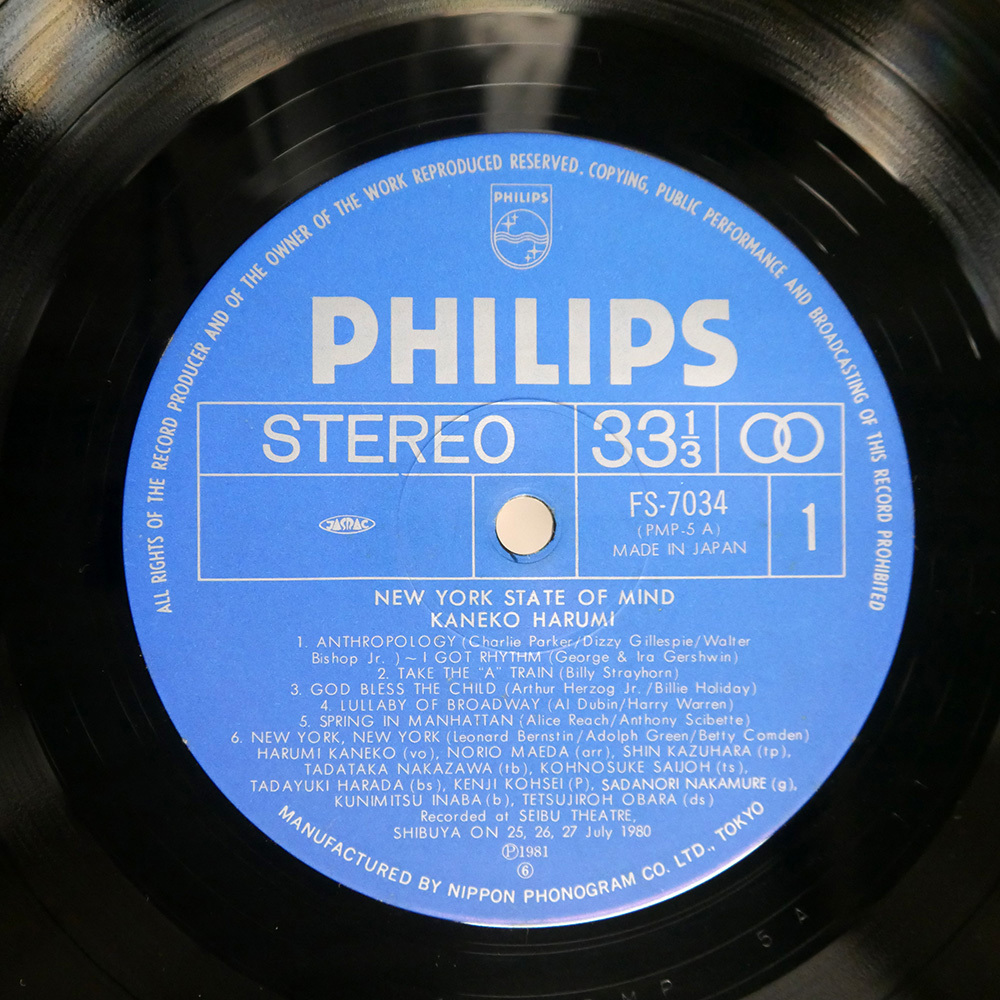 ALL RIGHTS OF THE RECORD PRODUCER AND OF THE OWNER OF THE WORK REPRODUCED RESERVED. COPYING, PUBLIC PERFORMANCE AND BROADCASTING OF THIS RECORD PROHIBITED
PHILIPS
PHILIPS
STEREO 33 1/3
JASRAC
FS-7034
(PMP-5 A)
MADE IN JAPAN
1
NEW YORK STATE OF MIND
KANEKO HARUMI
1. ANTHROPOLOGY (Charlie Parker/Dizzy Gillespie/Walter
Bishop Jr. ) ~ I GOT RHYTHM (George & Ira Gershwin)
2. TAKE THE "A" TRAIN (Billy Strayhorn)
3. GOD BLESS THE CHILD (Arthur Herzog Jr. /Billie Holiday)
4. LULLABY OF BROADWAY (Al Dubin/Harry Warren)
5. SPRING IN MANHATTAN (Alice Reach/Anthony Scibette)
6. NEW YORK, NEW YORK (Leonard Bernstin/Adolph Green/Betty Comden)
HARUMI KANEKO (vo), NORIO MAEDA (arr), SHIN KAZUHARA (tp),
TADATAKA NAKAZAWA (tb), KOHNOSUKE SAIJOH (ts),
TADAYUKI HARADA (bs), KENJI KOHSEI (P), SADANORI NAKAMURE (g),
KUNIMITSU INABA (b), TETSUJIROH OBARA (ds)
Recorded at SEIBU THEATRE,
SHIBUYA ON 25, 26, 27 July 1980
Ⓟ1981
⑥
MANUFACTURED BY NIPPON PHONOGRAM CO. LTD., TOKYO
MP 5 A